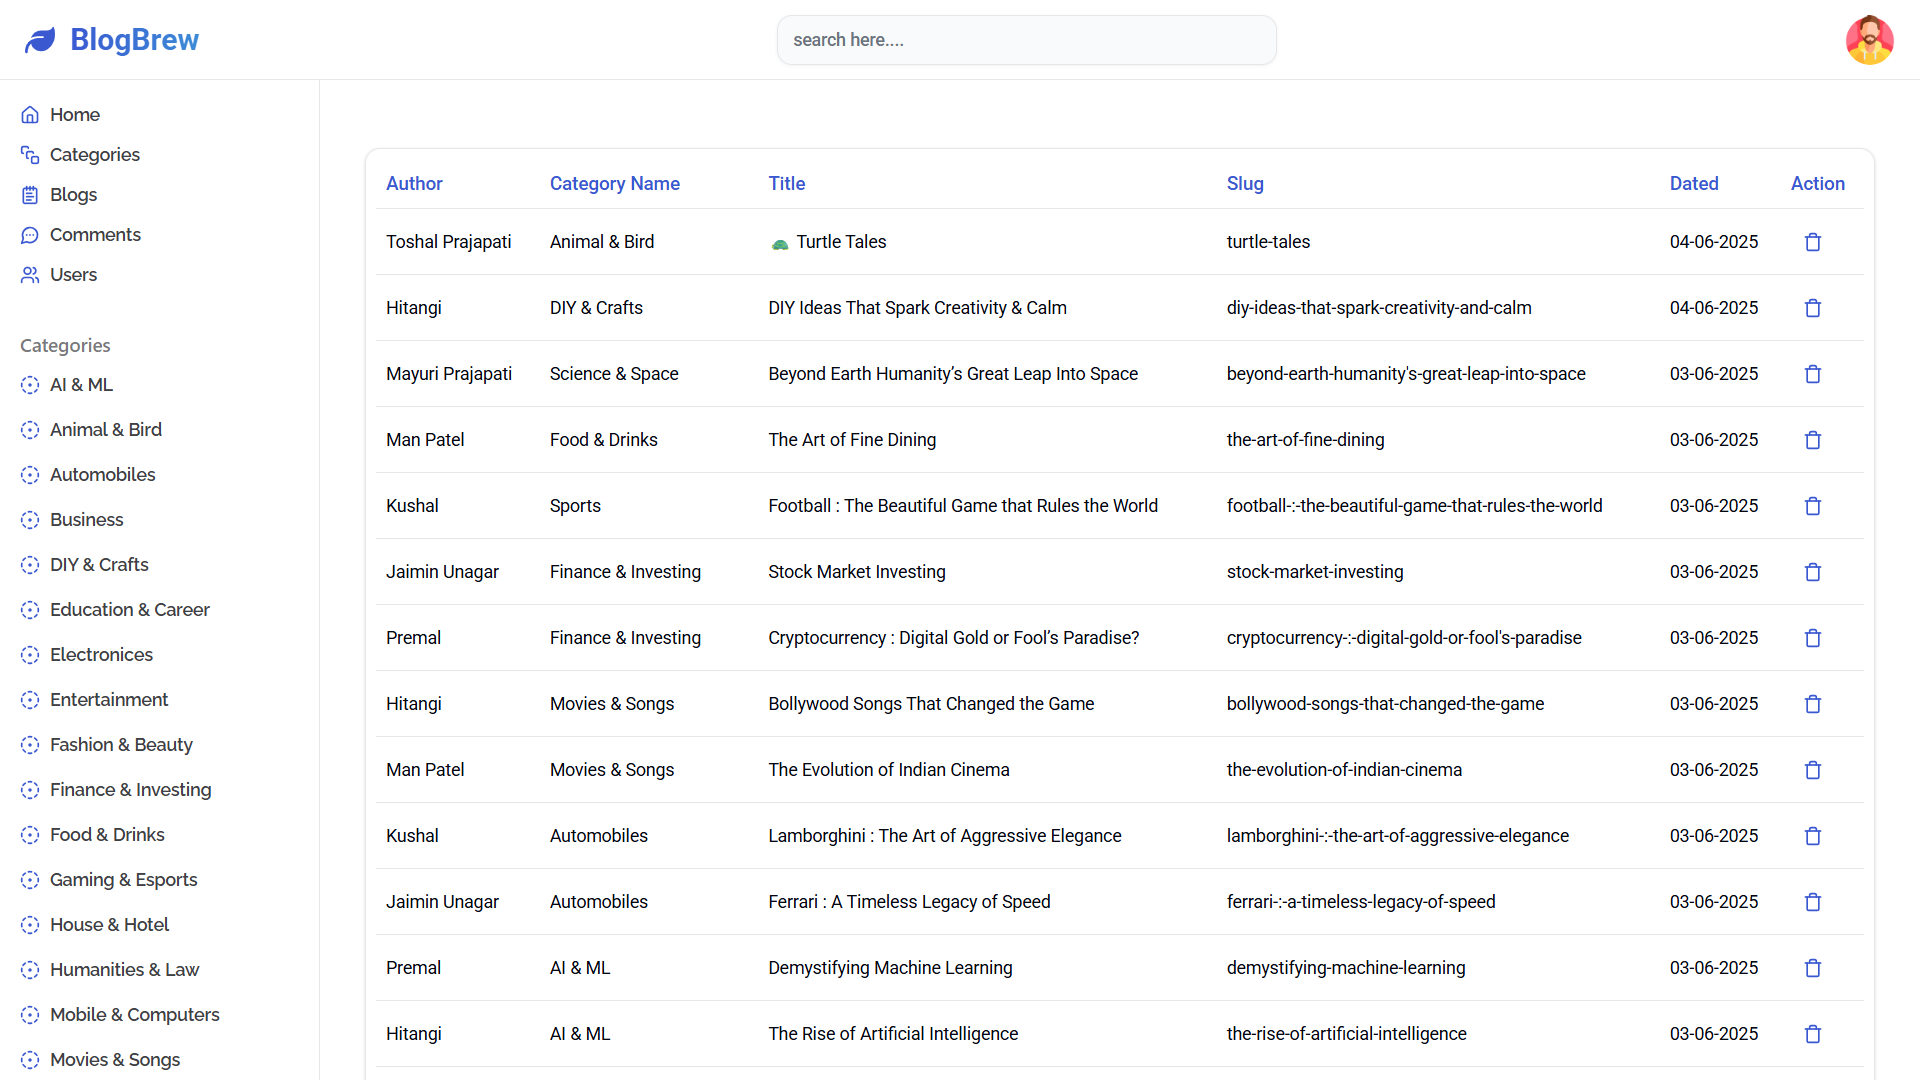 BlogBrew
search here....
Home
Categories
Blogs
Comments
Users
Categories
AI & ML
Animal & Bird
Automobiles
Business
DIY & Crafts
Education & Career
Electronices
Entertainment
Fashion & Beauty
Finance & Investing
Food & Drinks
Gaming & Esports
House & Hotel
Humanities & Law
Mobile & Computers
Movies & Songs
Author Category Name Title Slug Dated Action
Toshal Prajapati Animal & Bird 🐢 Turtle Tales turtle-tales 04-06-2025
Hitangi DIY & Crafts DIY Ideas That Spark Creativity & Calm diy-ideas-that-spark-creativity-and-calm 04-06-2025
Mayuri Prajapati Science & Space Beyond Earth Humanity’s Great Leap Into Space beyond-earth-humanity's-great-leap-into-space 03-06-2025
Man Patel Food & Drinks The Art of Fine Dining the-art-of-fine-dining 03-06-2025
Kushal Sports Football : The Beautiful Game that Rules the World football-:-the-beautiful-game-that-rules-the-world 03-06-2025
Jaimin Unagar Finance & Investing Stock Market Investing stock-market-investing 03-06-2025
Premal Finance & Investing Cryptocurrency : Digital Gold or Fool’s Paradise? cryptocurrency-:-digital-gold-or-fool's-paradise 03-06-2025
Hitangi Movies & Songs Bollywood Songs That Changed the Game bollywood-songs-that-changed-the-game 03-06-2025
Man Patel Movies & Songs The Evolution of Indian Cinema the-evolution-of-indian-cinema 03-06-2025
Kushal Automobiles Lamborghini : The Art of Aggressive Elegance lamborghini-:-the-art-of-aggressive-elegance 03-06-2025
Jaimin Unagar Automobiles Ferrari : A Timeless Legacy of Speed ferrari-:-a-timeless-legacy-of-speed 03-06-2025
Premal AI & ML Demystifying Machine Learning demystifying-machine-learning 03-06-2025
Hitangi AI & ML The Rise of Artificial Intelligence the-rise-of-artificial-intelligence 03-06-2025